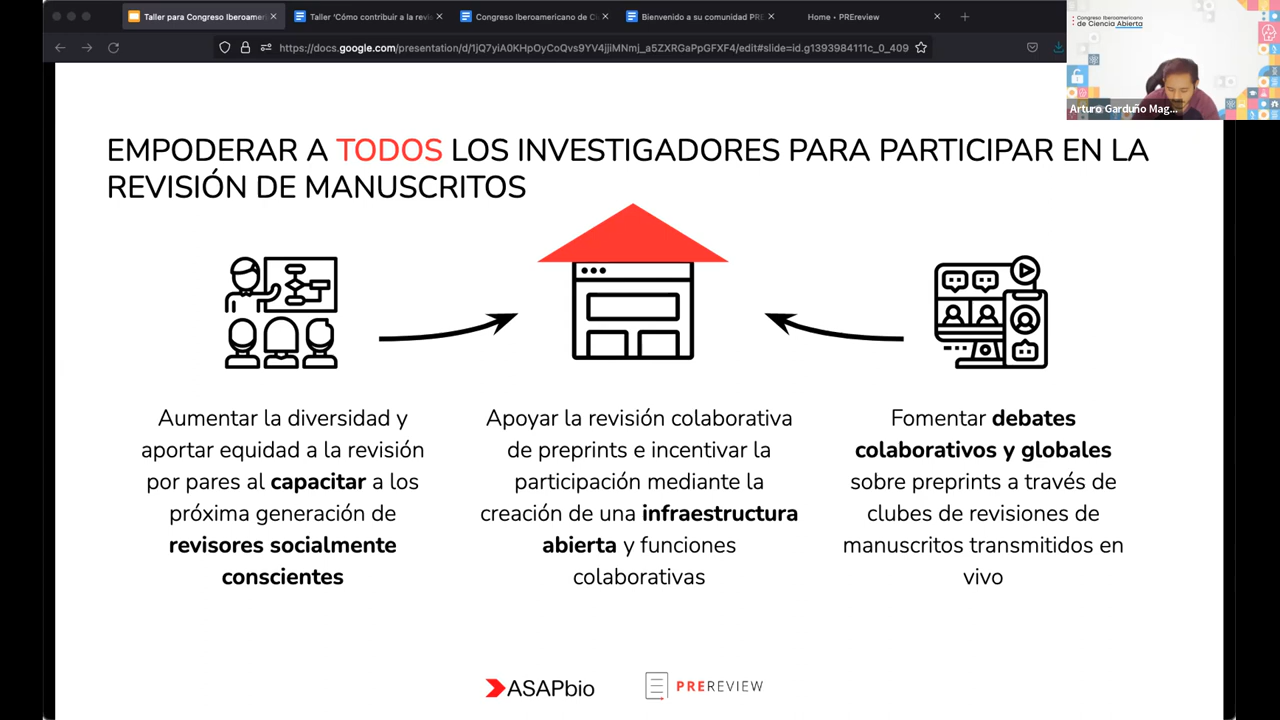 Taller para Congreso Iberoameri
Taller 'Cómo contribuir a la revis
Congreso Iberoamericano de C
Bienvenido a su comunidad PRE
Home • PREreview
https://docs.google.com/presentation/d/1jQ7yiA0KHpOyCoQvs9YV4jjiMNmj_a5ZXRGaPpGFXF4/edit#slide=id.g1393984111c_0_409
Congreso Iberoamericano
de Ciencia Abierta
Arturo Garduño Mag...
EMPODERAR A TODOS LOS INVESTIGADORES PARA PARTICIPAR EN LA
REVISIÓN DE MANUSCRITOS
Aumentar la diversidad y
aportar equidad a la revisión
por pares al capacitar a los
próxima generación de
revisores socialmente
conscientes
Apoyar la revisión colaborativa
de preprints e incentivar la
participación mediante la
creación de una infraestructura
abierta y funciones
colaborativas
Fomentar debates
colaborativos y globales
sobre preprints a través de
clubes de revisiones de
manuscritos transmitidos en
vivo
ASAPbio
PREREVIEW